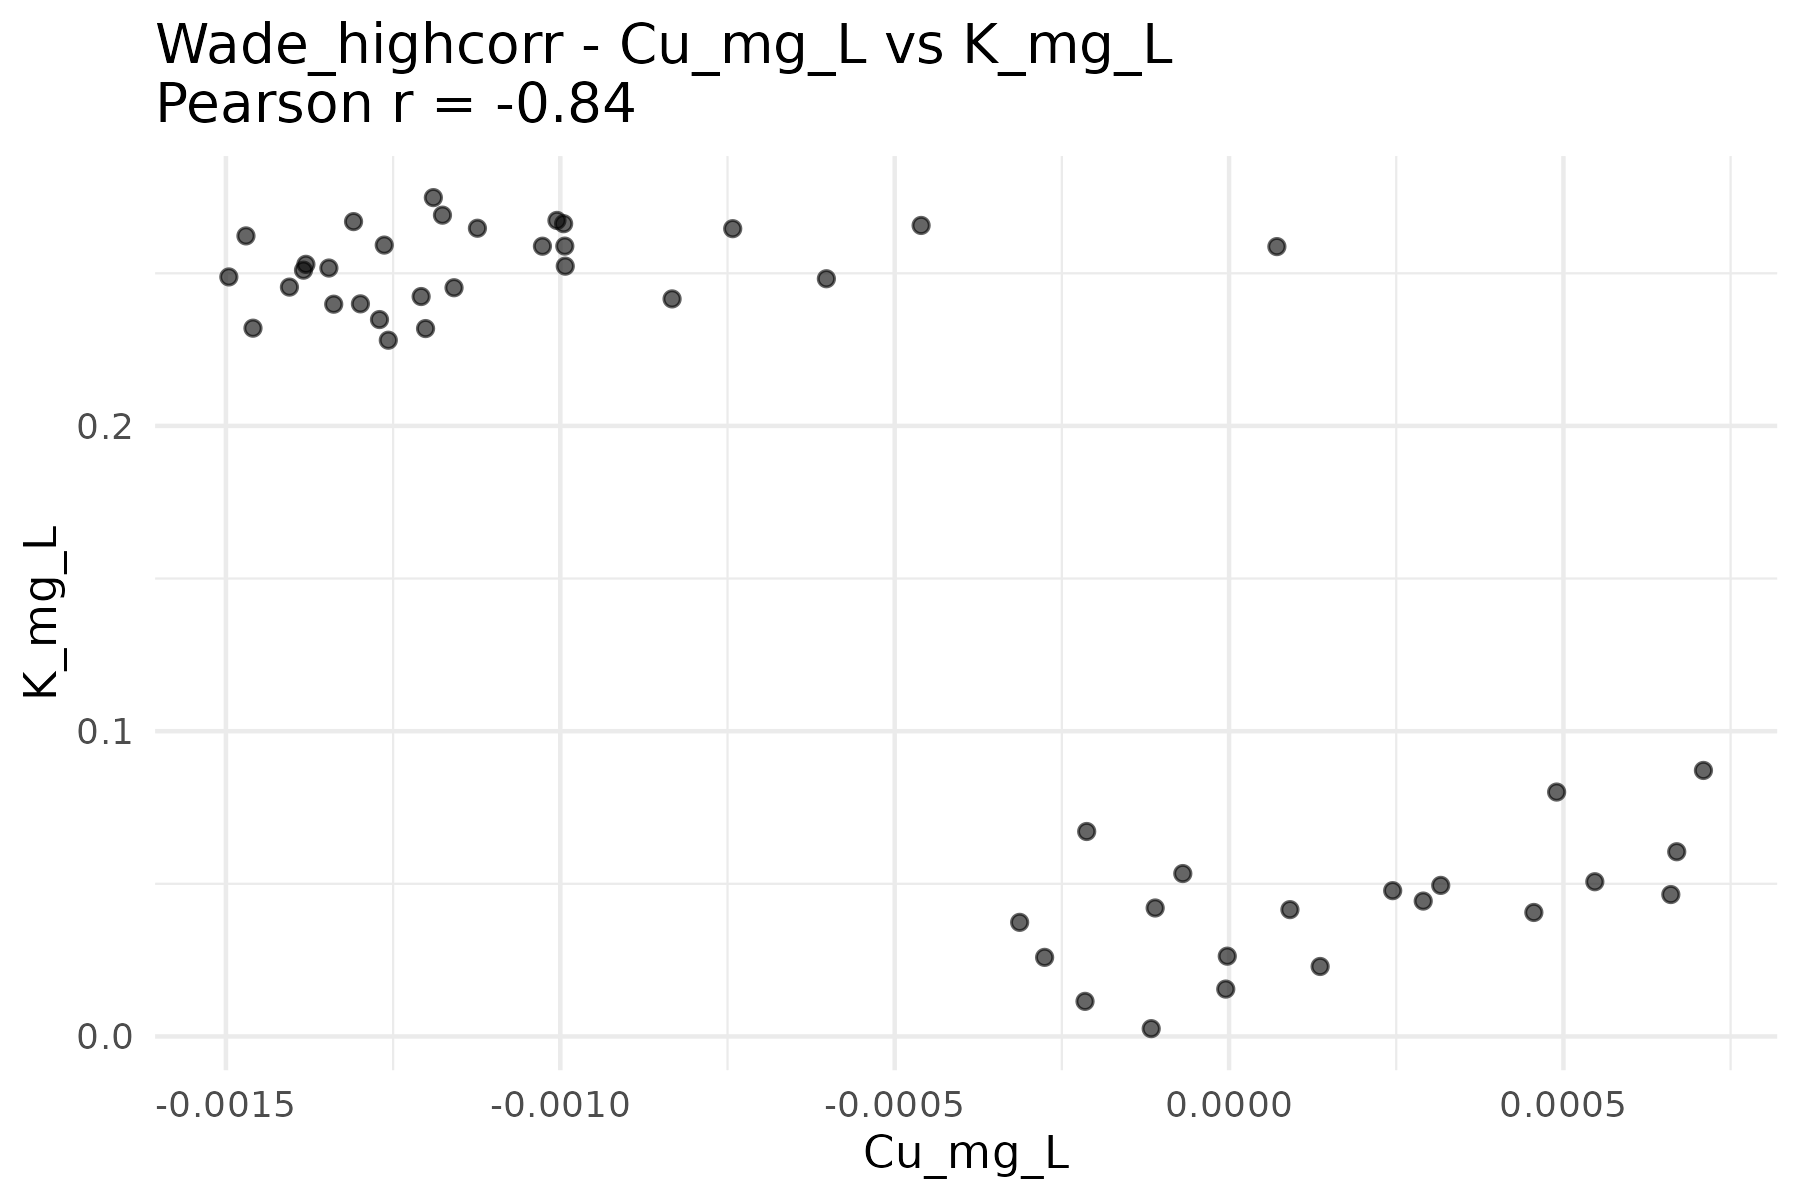 Wade_highcorr - Cu_mg_L vs K_mg_L
Pearson r = -0.84
K_mg_L
0.2
0.1
0.0
-0.0015 -0.0010 -0.0005 0.0000 0.0005
Cu_mg_L